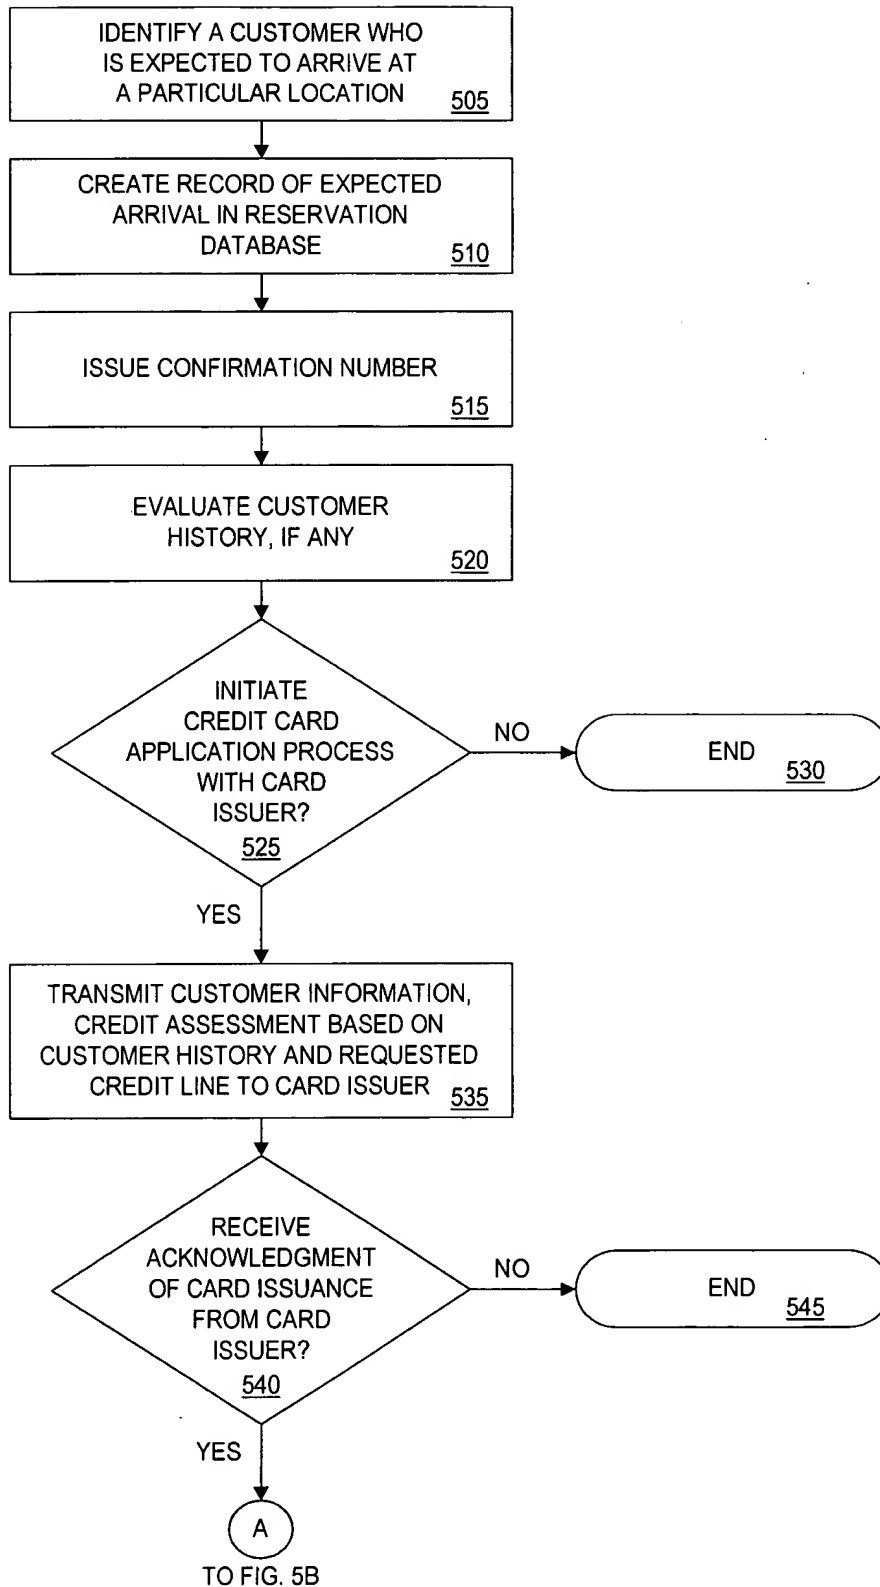 IDENTIFY A CUSTOMER WHO
IS EXPECTED TO ARRIVE AT
A PARTICULAR LOCATION
505
CREATE RECORD OF EXPECTED
ARRIVAL IN RESERVATION
DATABASE
510
ISSUE CONFIRMATION NUMBER
515
EVALUATE CUSTOMER
HISTORY, IF ANY
520
INITIATE
CREDIT CARD
APPLICATION PROCESS
WITH CARD
ISSUER?
525
NO
END
530
YES
TRANSMIT CUSTOMER INFORMATION,
CREDIT ASSESSMENT BASED ON
CUSTOMER HISTORY AND REQUESTED
CREDIT LINE TO CARD ISSUER
535
RECEIVE
ACKNOWLEDGMENT
OF CARD ISSUANCE
FROM CARD
ISSUER?
540
NO
END
545
YES
A
TO FIG. 5B